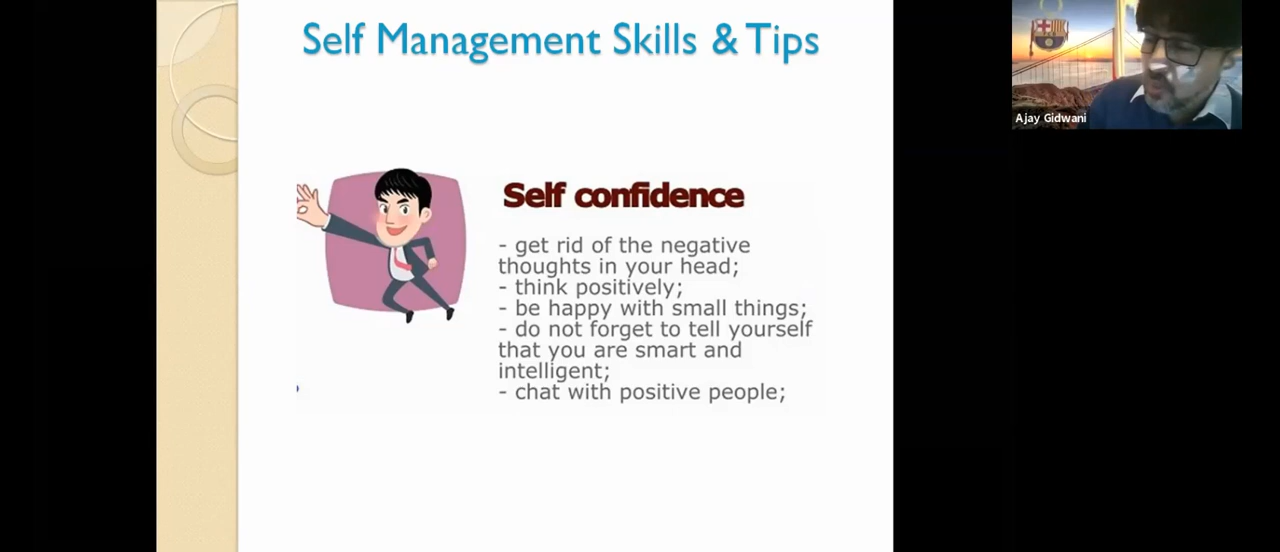 Self Management Skills & Tips
Self confidence
- get rid of the negative
thoughts in your head;
- think positively;
- be happy with small things;
- do not forget to tell yourself
that you are smart and
intelligent;
- chat with positive people;
Ajay Gidwani